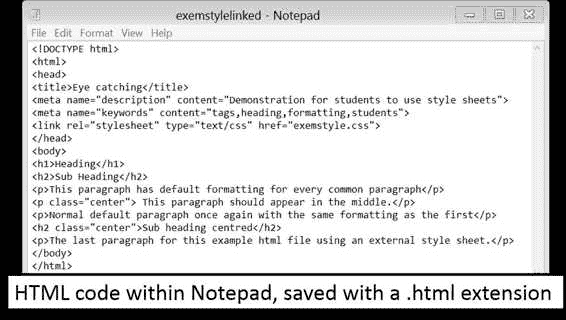 exemstylelinked - Notepad
File Edit Format View Help
<!DOCTYPE html>
<html>
<head>
<title>Eye catching</title>
<meta name="description" content="Demonstration for students to use style sheets">
<meta name="keywords" content="tags,heading,formatting,students">
<link rel="stylesheet" type="text/css" href="exemstyle.css">
</head>
<body>
<h1>Heading</h1>
<h2>Sub Heading</h2>
<p>This paragraph has default formatting for every common paragraph</p>
<p class="center"> This paragraph should appear in the middle.</p>
<p>Normal default paragraph once again with the same formatting as the first</p>
<h2 class="center">Sub heading centred</h2>
<p>The last paragraph for this example html file using an external style sheet.</p>
</body>
</html>
HTML code within Notepad, saved with a .html extension